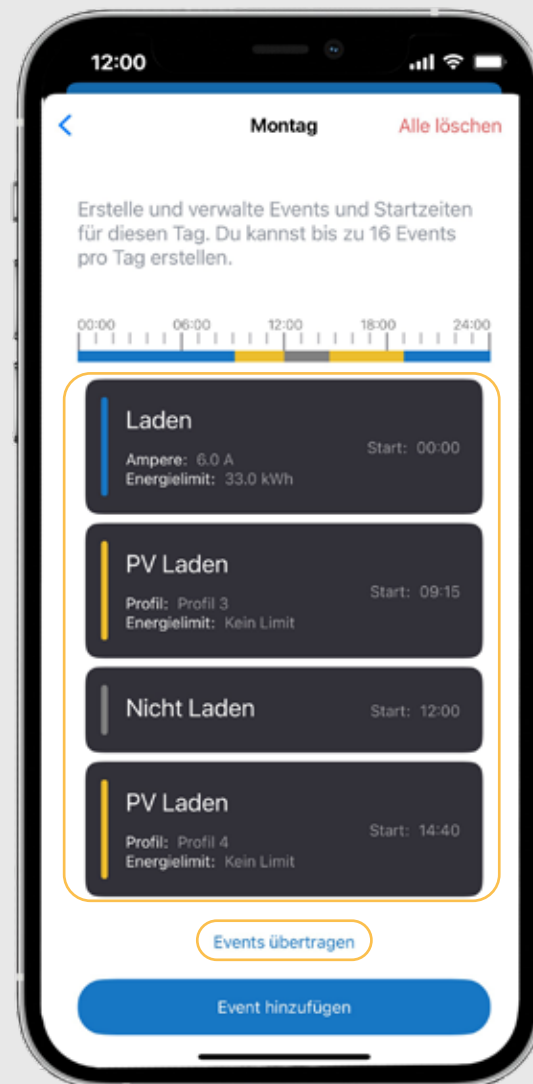 12:00
Montag
Alle löschen
Erstelle und verwalte Events und Startzeiten
für diesen Tag. Du kannst bis zu 16 Events
pro Tag erstellen.
00:00 06:00 12:00 18:00 24:00
Laden
Start: 00:00
Ampere: 6.0 A
Energielimit: 33.0 kWh
PV Laden
Start: 09:15
Profil: Profil 3
Energielimit: Kein Limit
Nicht Laden
Start: 12:00
PV Laden
Start: 14:40
Profil: Profil 4
Energielimit: Kein Limit
Events übertragen
Event hinzufügen